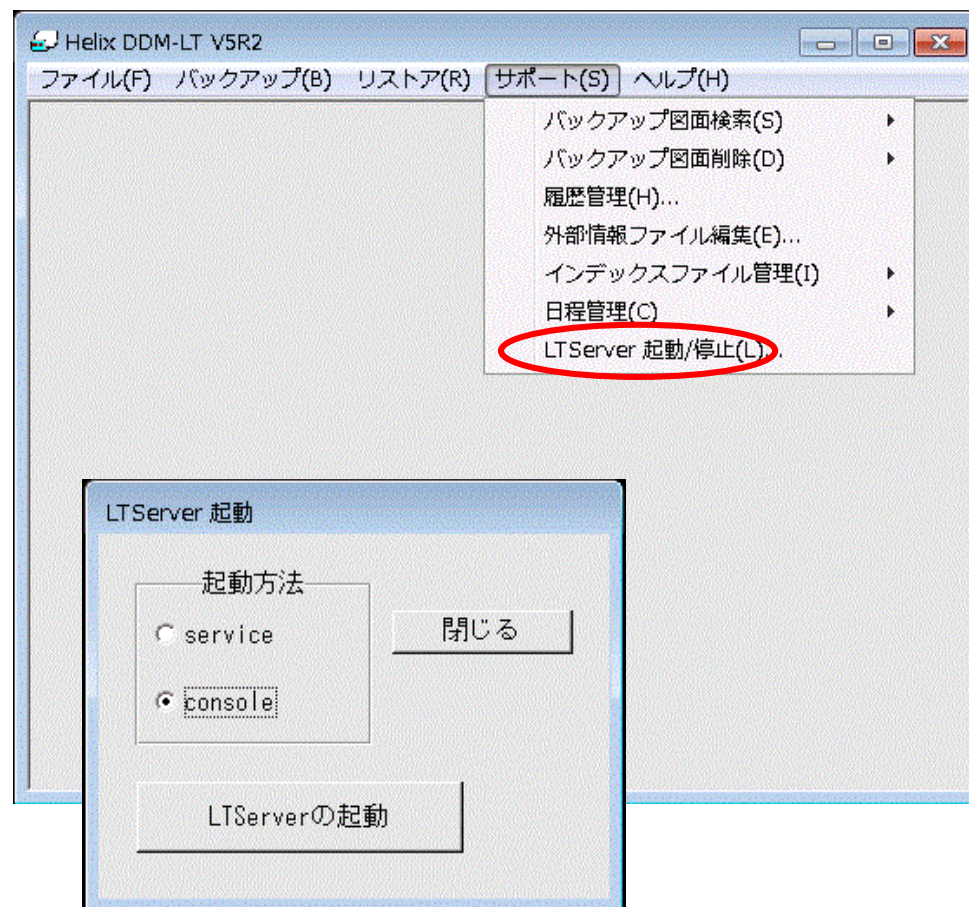 Helix DDM-LT V5R2
ファイル(F) バックアップ(B) リストア(R) サポート(S) ヘルプ(H)
バックアップ図面検索(S)
バックアップ図面削除(D)
履歴管理(H)...
外部情報ファイル編集(E)...
インデックスファイル管理(I)
日程管理(C)
LTServer 起動/停止(L)...
LTServer 起動
起動方法
service
閉じる
console
LTServerの起動